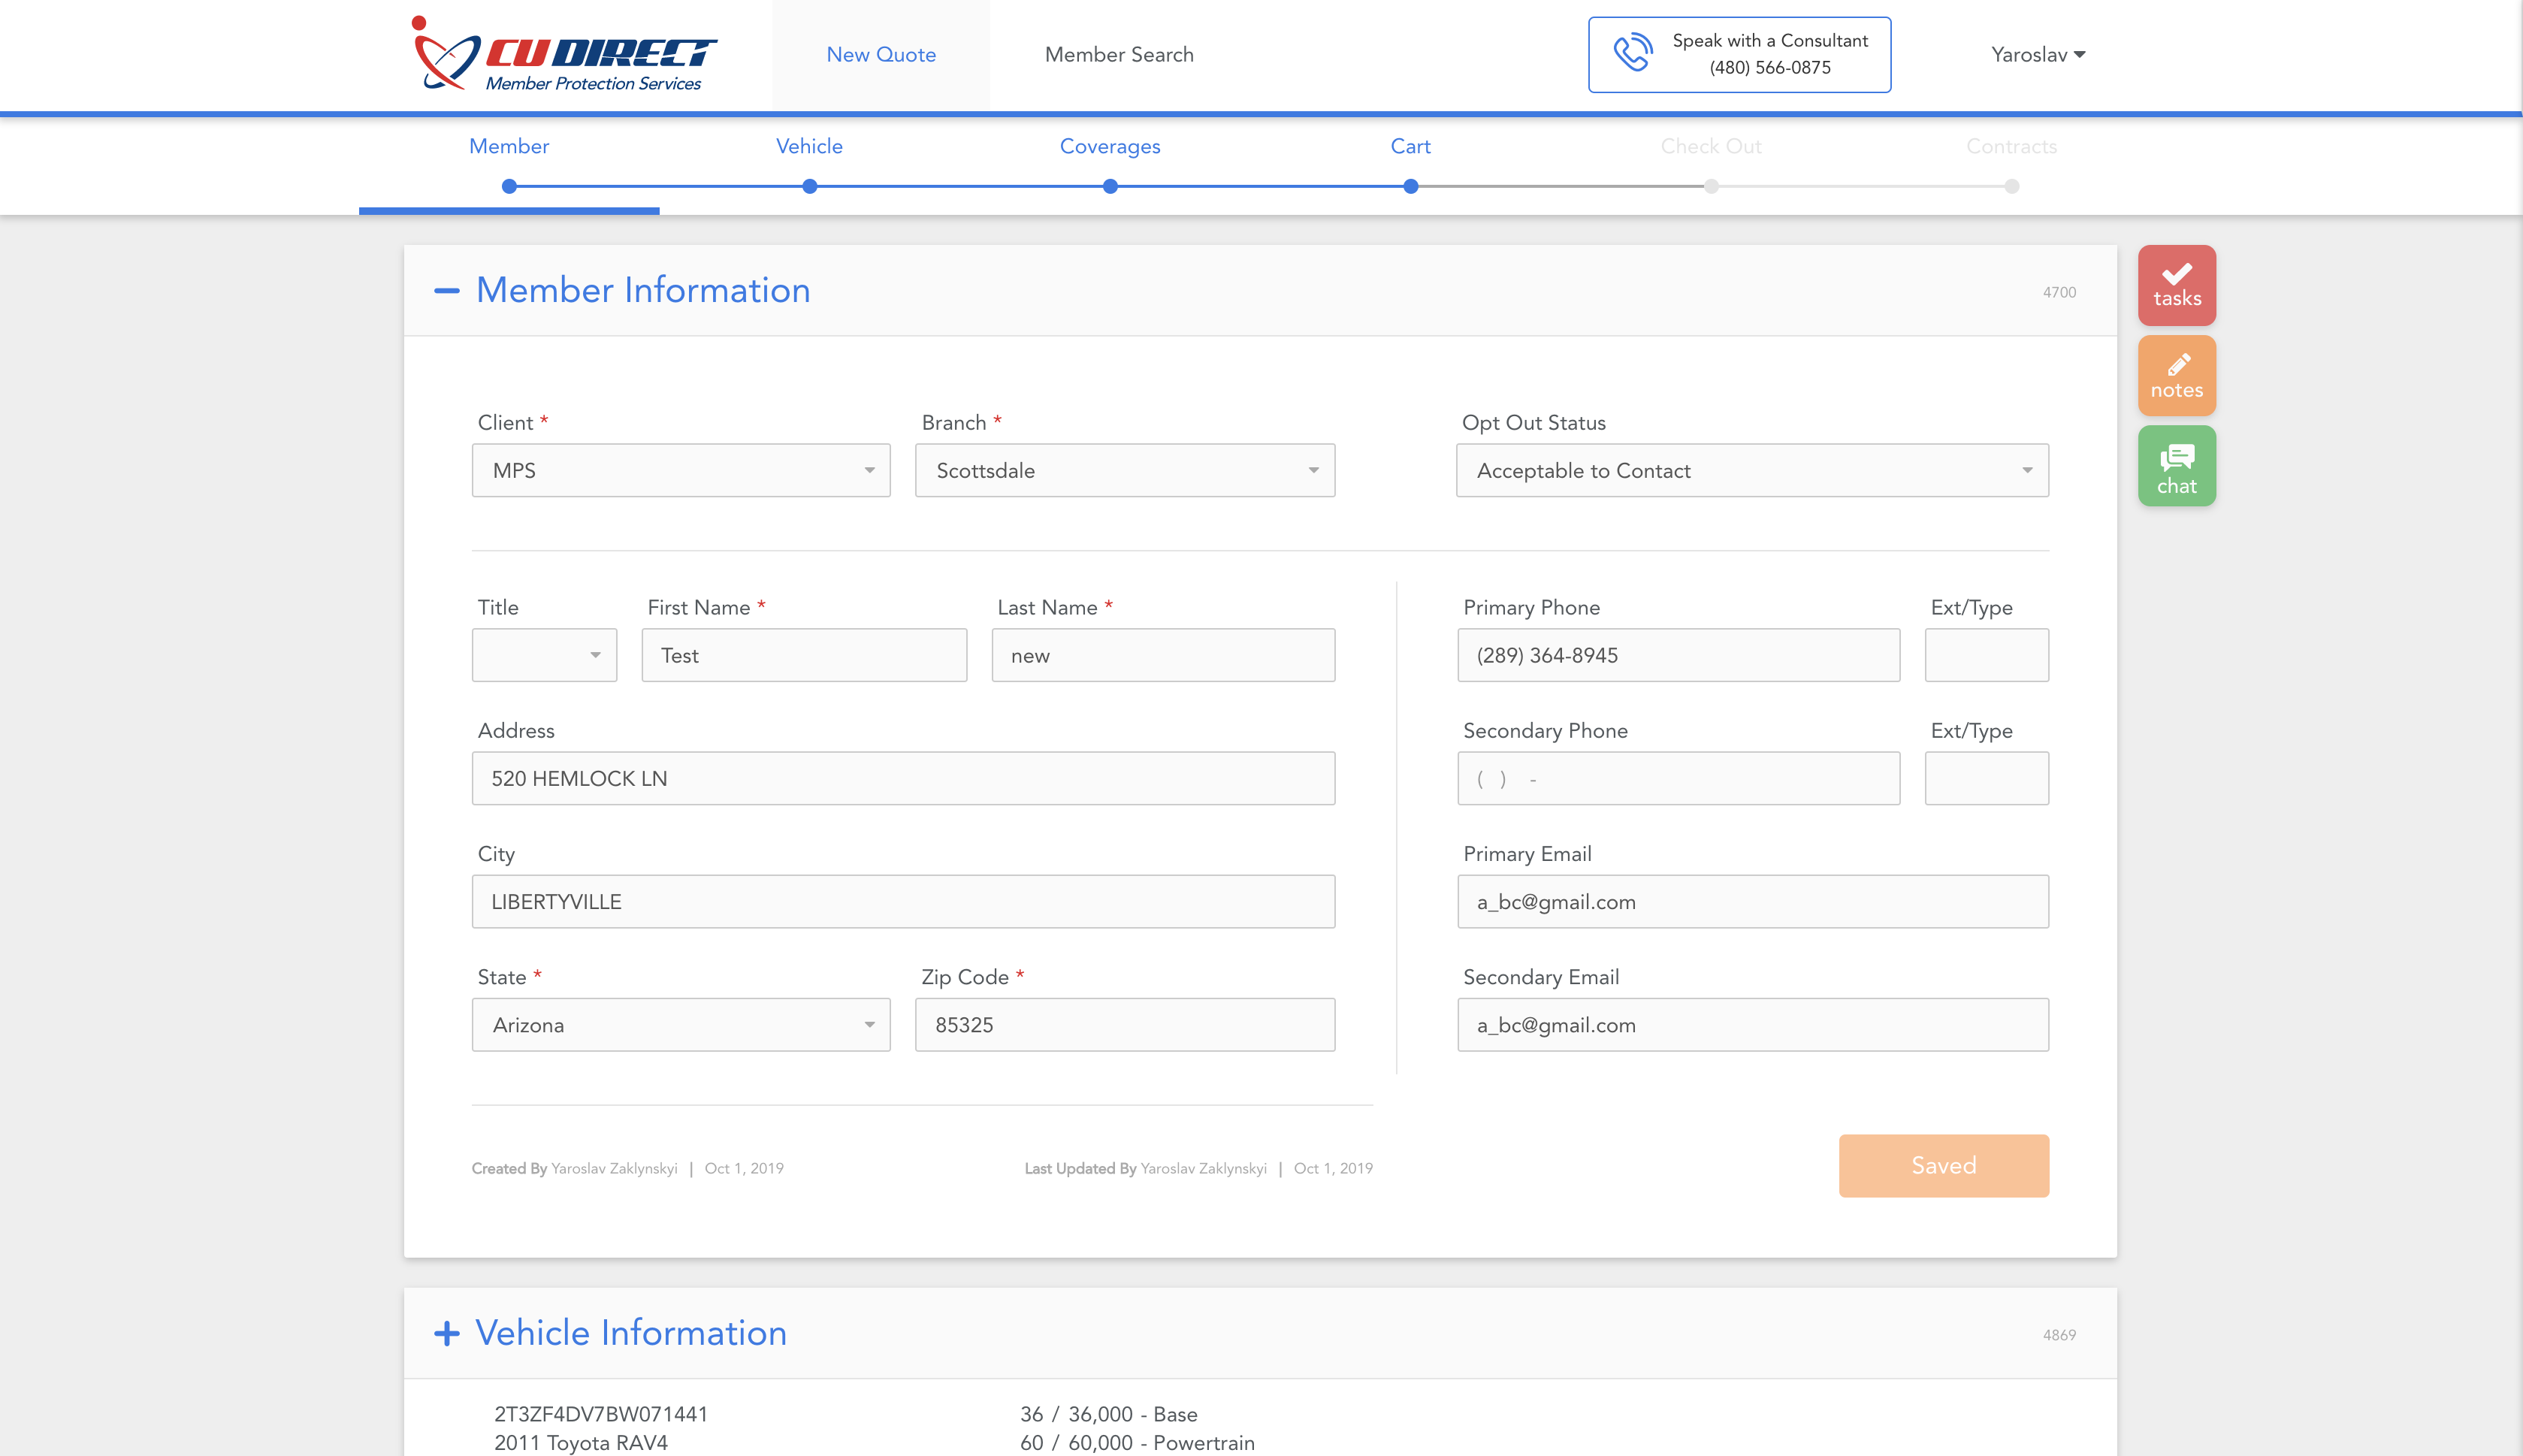 CU DIRECT
Member Protection Services
New Quote
Member Search
Speak with a Consultant
(480) 566-0875
Yaroslav
Member
Vehicle
Coverages
Cart
Check Out
Contracts
Member Information
4700
tasks
notes
chat
Client *
Branch *
Opt Out Status
MPS
Scottsdale
Acceptable to Contact
Title
First Name *
Last Name *
Primary Phone
Ext/Type
Test
new
(289) 364-8945
Address
Secondary Phone
Ext/Type
520 HEMLOCK LN
( ) -
City
Primary Email
LIBERTYVILLE
a_bc@gmail.com
State *
Zip Code *
Secondary Email
Arizona
85325
a_bc@gmail.com
Created By Yaroslav Zaklynskyi | Oct 1, 2019
Last Updated By Yaroslav Zaklynskyi | Oct 1, 2019
Saved
Vehicle Information
4869
2T3ZF4DV7BW071441
36 / 36,000 - Base
2011 Toyota RAV4
60 / 60,000 - Powertrain